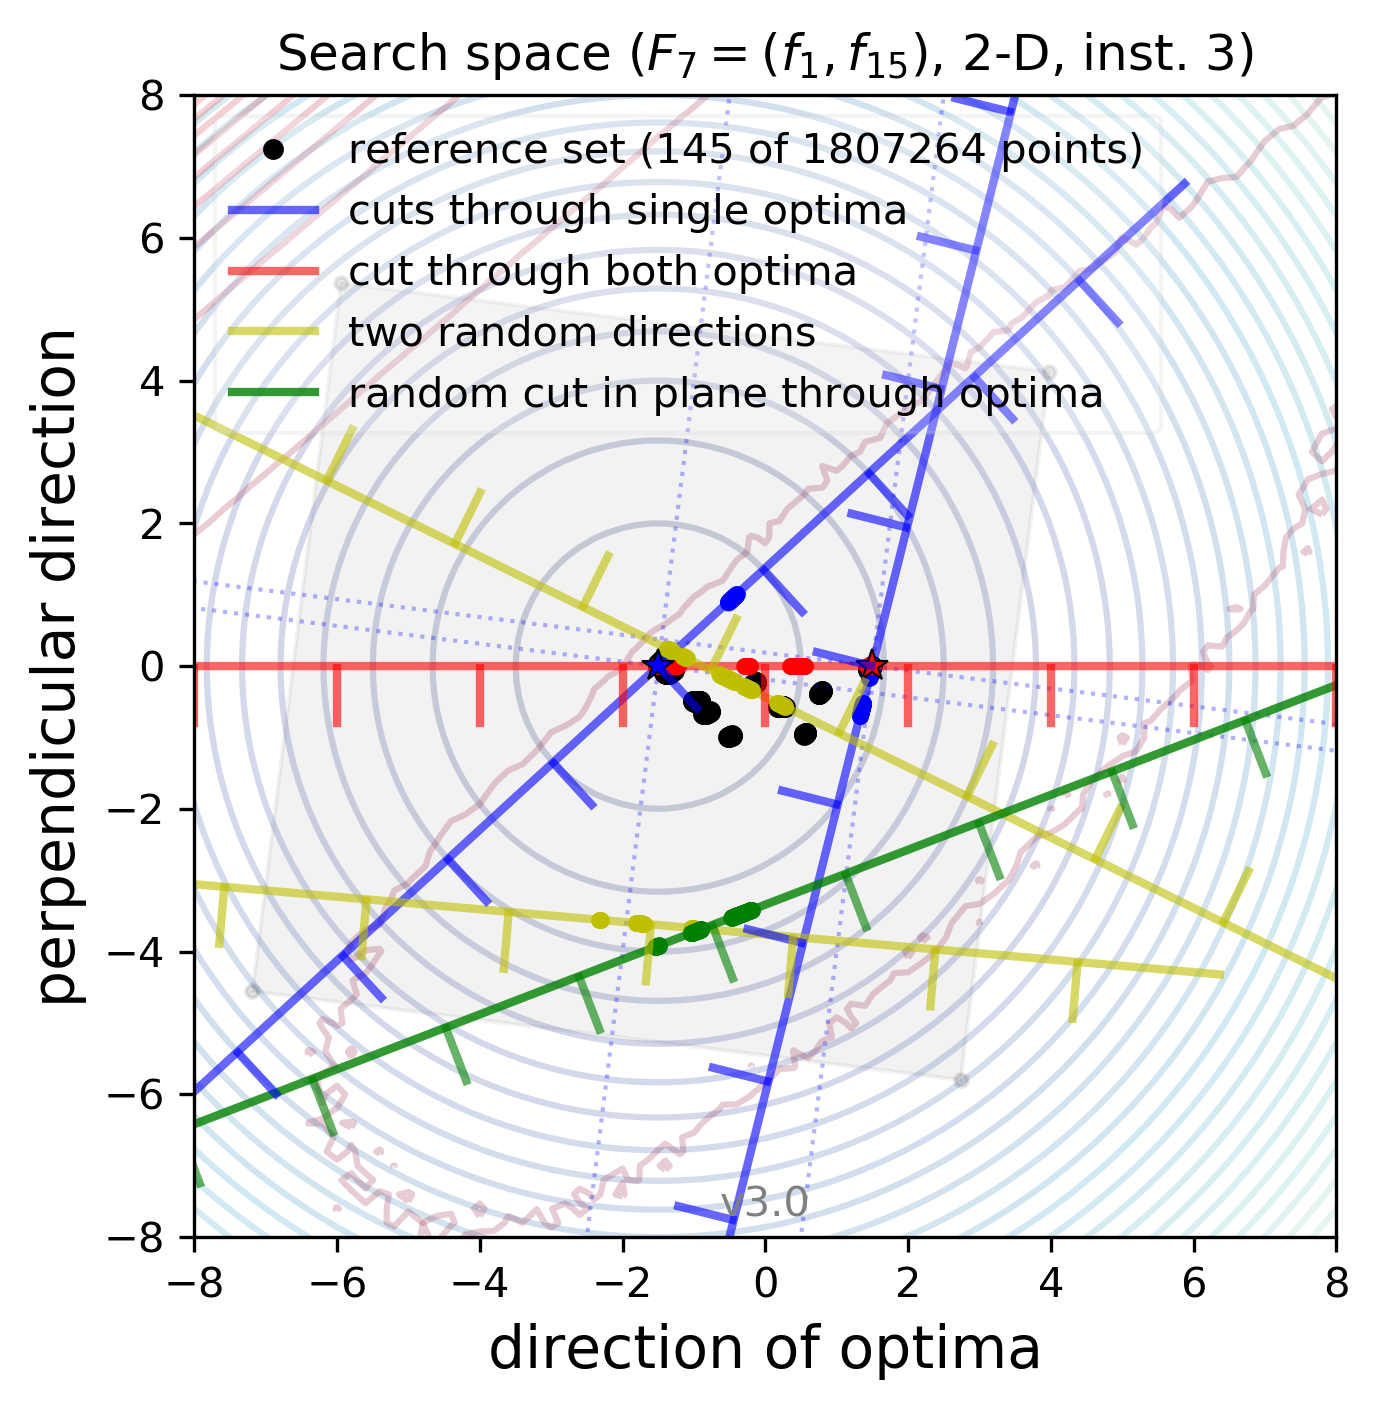 Search space (F₇ = (f₁, f₁₅), 2-D, inst. 3)
8
6
4
2
0
−2
−4
−6
−8
perpendicular direction
reference set (145 of 1807264 points)
cuts through single optima
cut through both optima
two random directions
random cut in plane through optima
v3.0
−8 −6 −4 −2 0 2 4 6 8
direction of optima